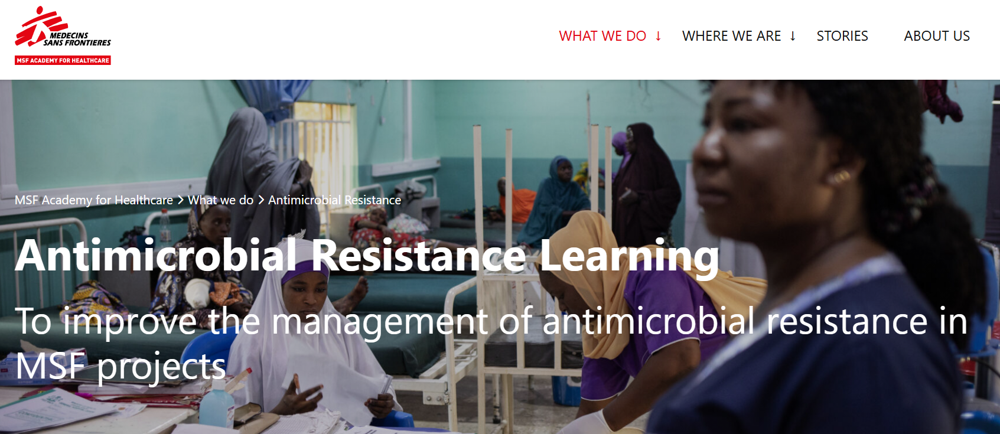 MEDECINS
SANS FRONTIERES
MSF ACADEMY FOR HEALTHCARE
WHAT WE DO ↓ WHERE WE ARE ↓ STORIES ABOUT US
MSF Academy for Healthcare > What we do > Antimicrobial Resistance
Antimicrobial Resistance Learning
To improve the management of antimicrobial resistance in
MSF projects